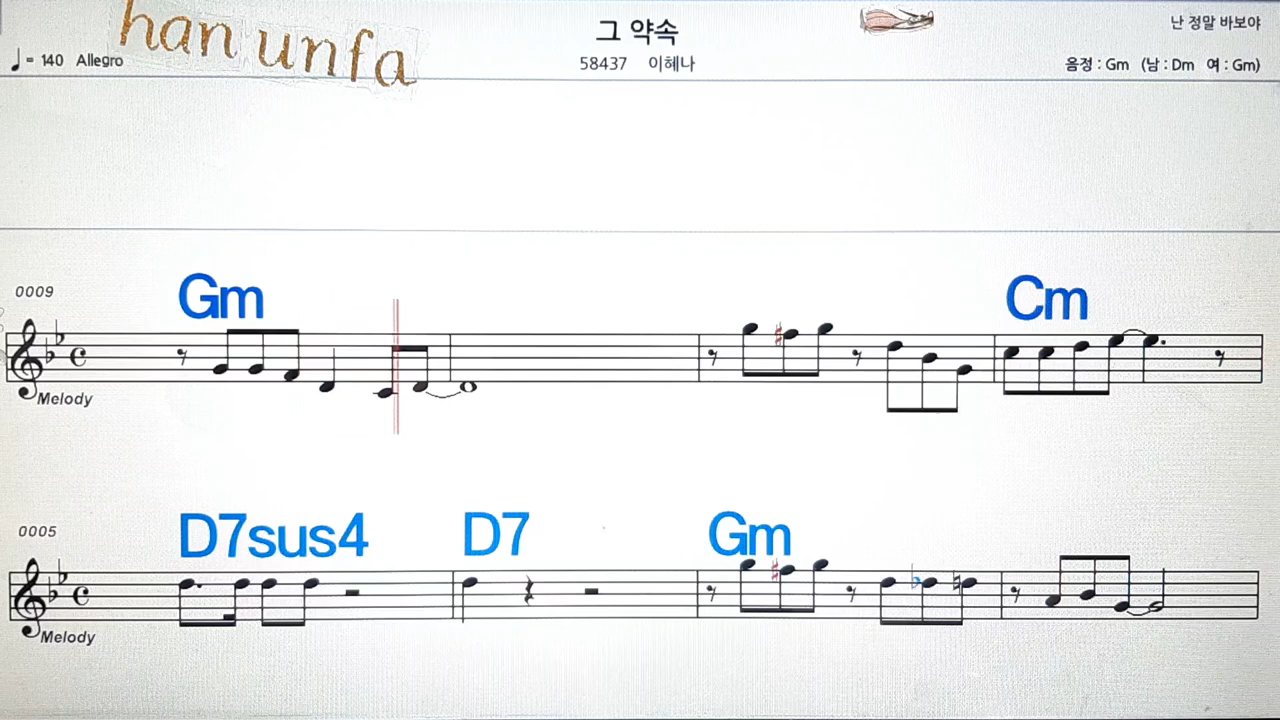 han unfa
그 약속
난 정말 바보야
♩= 140 Allegro
58437 이혜나
음정 : Gm (남 : Dm 여 : Gm)
0009
Gm
Cm
Melody
0005
D7sus4 D7 Gm
Melody